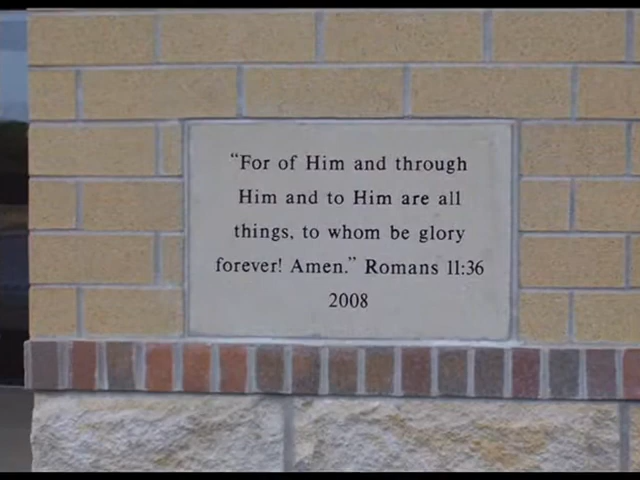 "For of Him and through
Him and to Him are all
things, to whom be glory
forever! Amen." Romans 11:36
2008